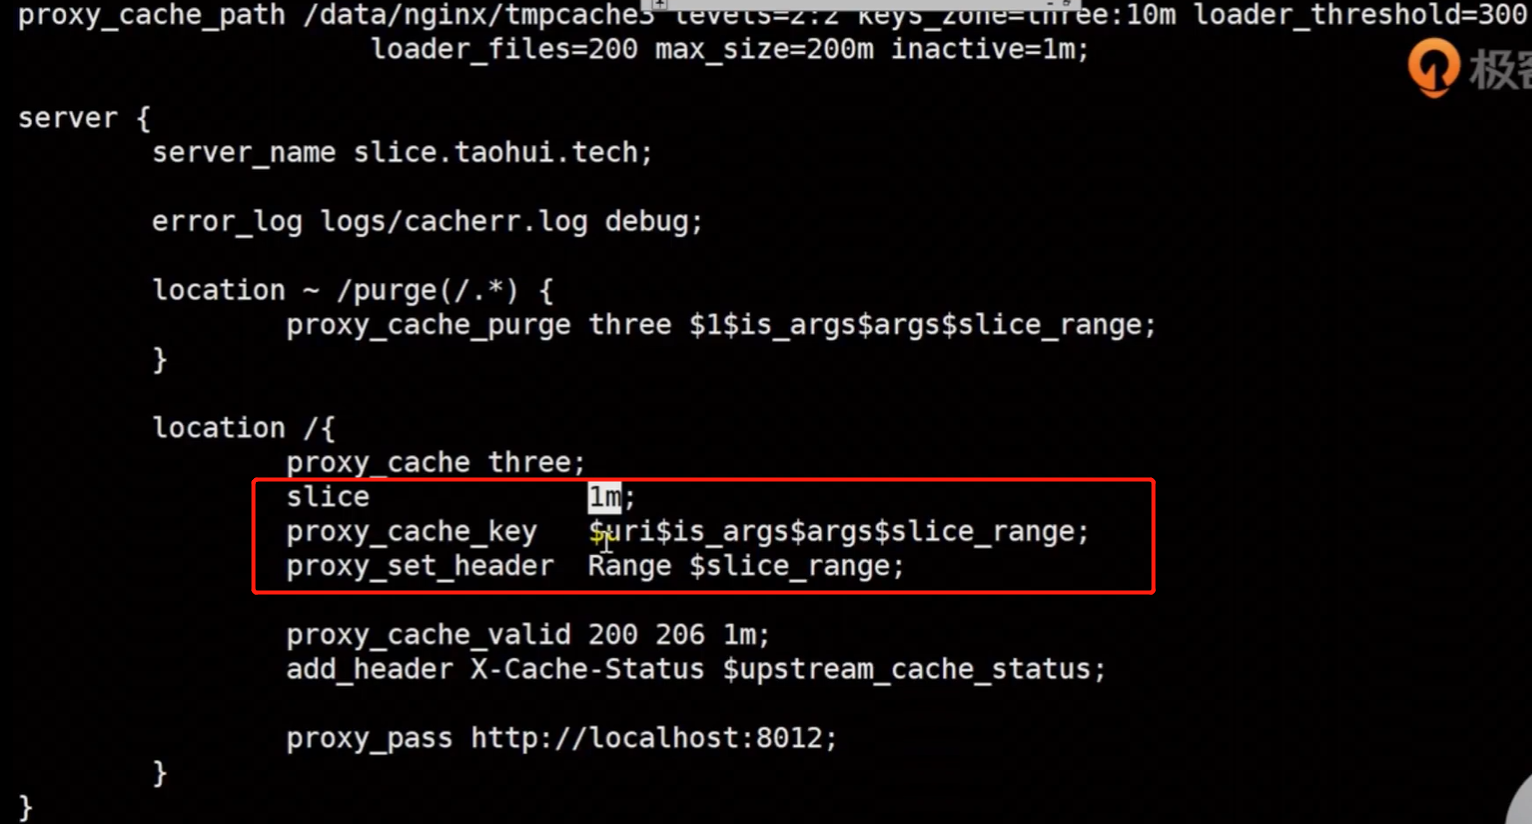 proxy_cache_path /data/nginx/tmpcache3 levels=2:2 keys_zone=three:10m loader_threshold=300
loader_files=200 max_size=200m inactive=1m;
极客
server {
server_name slice.taohui.tech;
error_log logs/cacherr.log debug;
location ~ /purge(/.*) {
proxy_cache_purge three $1$is_args$args$slice_range;
}
location /{
proxy_cache three;
slice 1m;
proxy_cache_key $uri$is_args$args$slice_range;
proxy_set_header Range $slice_range;
proxy_cache_valid 200 206 1m;
add_header X-Cache-Status $upstream_cache_status;
proxy_pass http://localhost:8012;
}
}